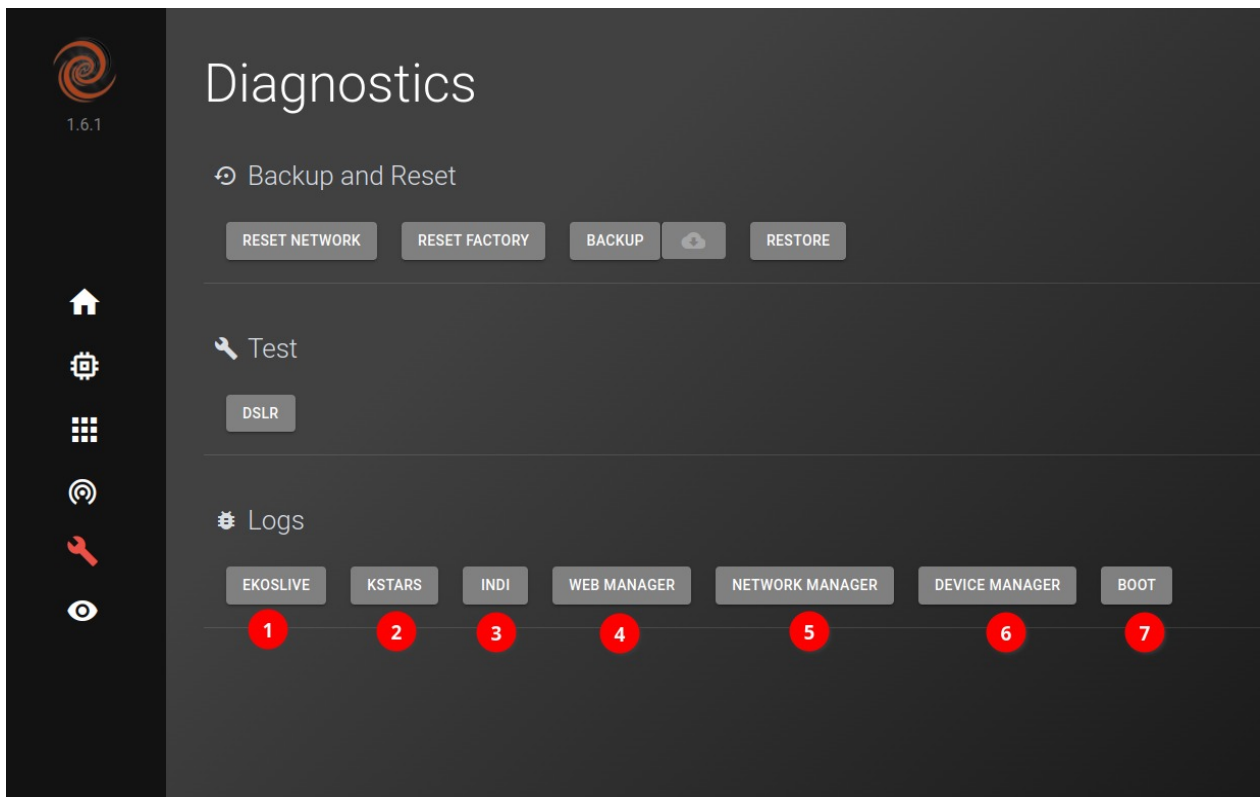 1.6.1
Diagnostics
Backup and Reset
RESET NETWORK RESET FACTORY BACKUP RESTORE
Test
DSLR
Logs
EKOSLIVE KSTARS INDI WEB MANAGER NETWORK MANAGER DEVICE MANAGER BOOT
1 2 3 4 5 6 7